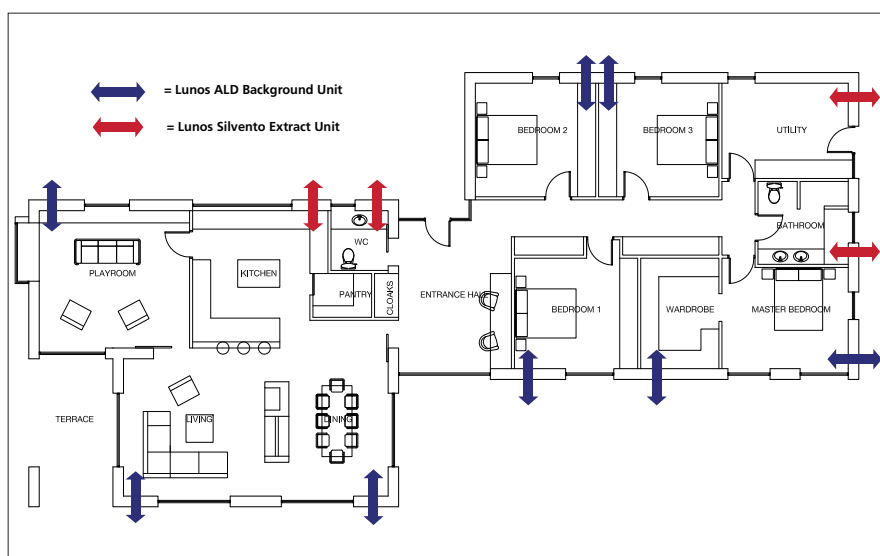 = Lunos ALD Background Unit
= Lunos Silvento Extract Unit
BEDROOM 2
BEDROOM 3
UTILITY
BATHROOM
WC
PLAYROOM
KITCHEN
PANTRY
CLOAKS
ENTRANCE HALL
BEDROOM 1
WARDROBE
MASTER BEDROOM
TERRACE
LIVING
DINING